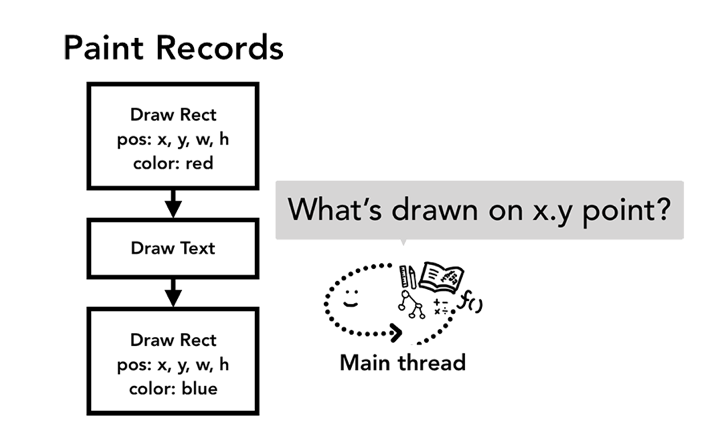 Paint Records
Draw Rect
pos: x, y, w, h
color: red
Draw Text
Draw Rect
pos: x, y, w, h
color: blue
What's drawn on x.y point?
+-
×÷
f()
Main thread